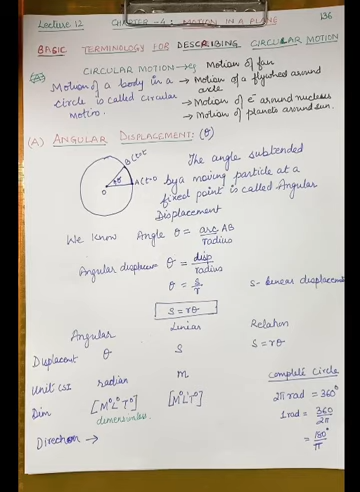 Lecture 12 CHAPTER -4: MOTION IN A PLANE 136
BASIC TERMINOLOGY FOR DESCRIBING CIRCULAR MOTION
(A) CIRCULAR MOTION → eg Motion of fan
Motion of a body in a → Motion of a flywheel around
circle is called circular axle
motion. → Motion of e⁻ around nucleus
→ Motion of planets around sun.
(A) ANGULAR DISPLACEMENT: (θ)
B(t=t)
θ
O A(t=0)
The angle subtended
by a moving particle at a
fixed point is called Angular
Displacement
We Know Angle θ = arc AB / radius
Angular displacement θ = disp / radius
θ = s/r S - Linear displacement
S = rθ
Angular Linear Relation
Displacement θ S S = rθ
Unit (SI) radian m Complete Circle
Dim [M⁰L⁰T⁰] [M⁰L¹T⁰] 2π rad = 360°
dimensionless. 1 rad = 360/2π
Direction → = 180°/π